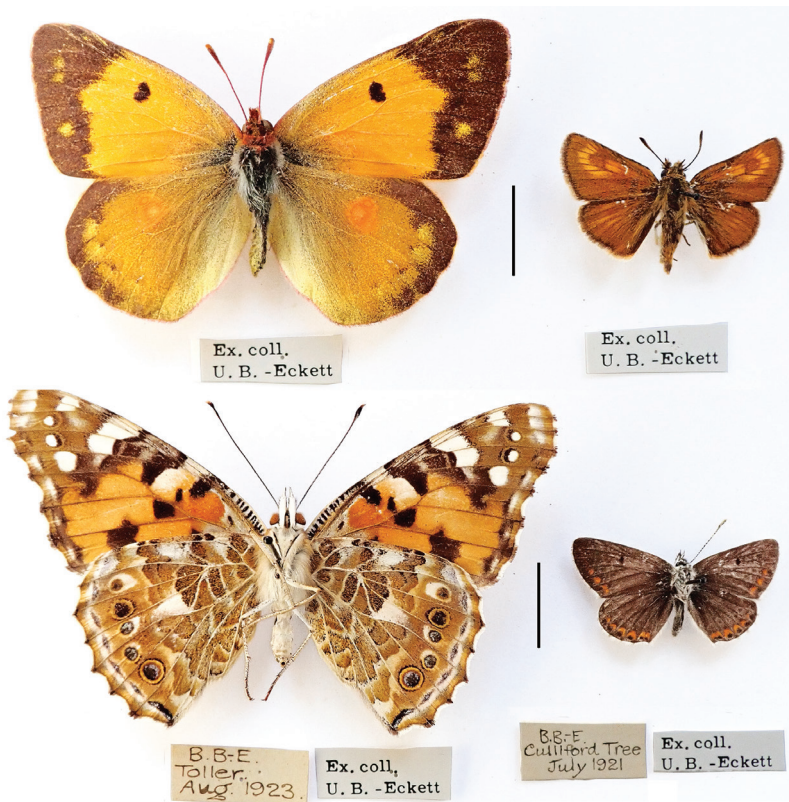 Ex. coll.
U. B. -Eckett
Ex. coll.
U. B. -Eckett
B.B-E.
Toller.
Aug. 1923.
Ex. coll.
U. B. -Eckett
B.B-E.
Culliford Tree
July 1921
Ex. coll.
U. B. -Eckett